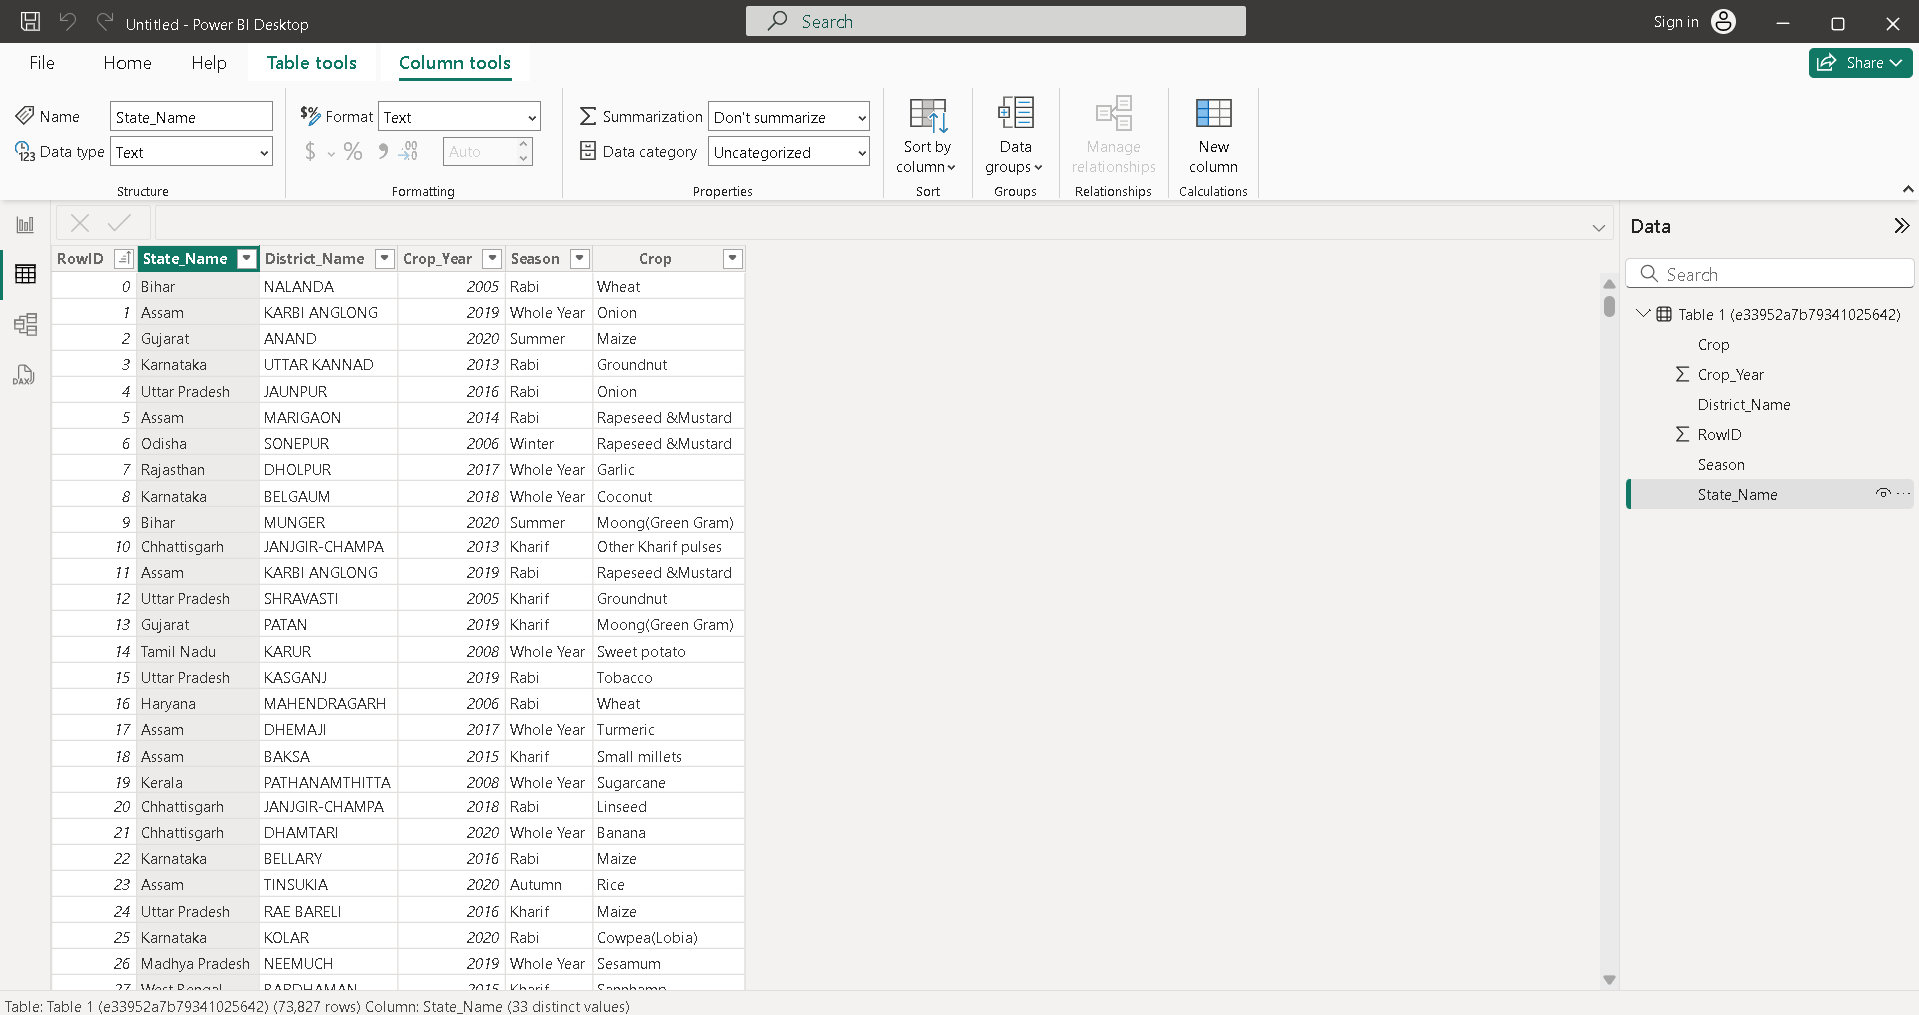 Untitled - Power BI Desktop
Search
Sign in
File Home Help Table tools Column tools
Share
Name State_Name
Data type Text
Structure
$% Format Text
$ % 9 .00 Auto
Formatting
Summarization Don't summarize
Data category Uncategorized
Properties
Sort by
column
Sort
Data
groups
Groups
Manage
relationships
Relationships
New
column
Calculations
Data
Search
Table 1 (e33952a7b79341025642)
Crop
Crop_Year
District_Name
RowID
Season
State_Name
DAX
RowID State_Name District_Name Crop_Year Season Crop
0 Bihar NALANDA 2005 Rabi Wheat
1 Assam KARBI ANGLONG 2019 Whole Year Onion
2 Gujarat ANAND 2020 Summer Maize
3 Karnataka UTTAR KANNAD 2013 Rabi Groundnut
4 Uttar Pradesh JAUNPUR 2016 Rabi Onion
5 Assam MARIGAON 2014 Rabi Rapeseed &Mustard
6 Odisha SONEPUR 2006 Winter Rapeseed &Mustard
7 Rajasthan DHOLPUR 2017 Whole Year Garlic
8 Karnataka BELGAUM 2018 Whole Year Coconut
9 Bihar MUNGER 2020 Summer Moong(Green Gram)
10 Chhattisgarh JANJGIR-CHAMPA 2013 Kharif Other Kharif pulses
11 Assam KARBI ANGLONG 2019 Rabi Rapeseed &Mustard
12 Uttar Pradesh SHRAVASTI 2005 Kharif Groundnut
13 Gujarat PATAN 2019 Kharif Moong(Green Gram)
14 Tamil Nadu KARUR 2008 Whole Year Sweet potato
15 Uttar Pradesh KASGANJ 2019 Rabi Tobacco
16 Haryana MAHENDRAGARH 2006 Rabi Wheat
17 Assam DHEMAJI 2017 Whole Year Turmeric
18 Assam BAKSA 2015 Kharif Small millets
19 Kerala PATHANAMTHITTA 2008 Whole Year Sugarcane
20 Chhattisgarh JANJGIR-CHAMPA 2018 Rabi Linseed
21 Chhattisgarh DHAMTARI 2020 Whole Year Banana
22 Karnataka BELLARY 2016 Rabi Maize
23 Assam TINSUKIA 2020 Autumn Rice
24 Uttar Pradesh RAE BARELI 2016 Kharif Maize
25 Karnataka KOLAR 2020 Rabi Cowpea(Lobia)
26 Madhya Pradesh NEEMUCH 2019 Whole Year Sesamum
27 West Bengal BARDHAMAN 2015 Kharif Sannhamp
Table: Table 1 (e33952a7b79341025642) (73,827 rows) Column: State_Name (33 distinct values)